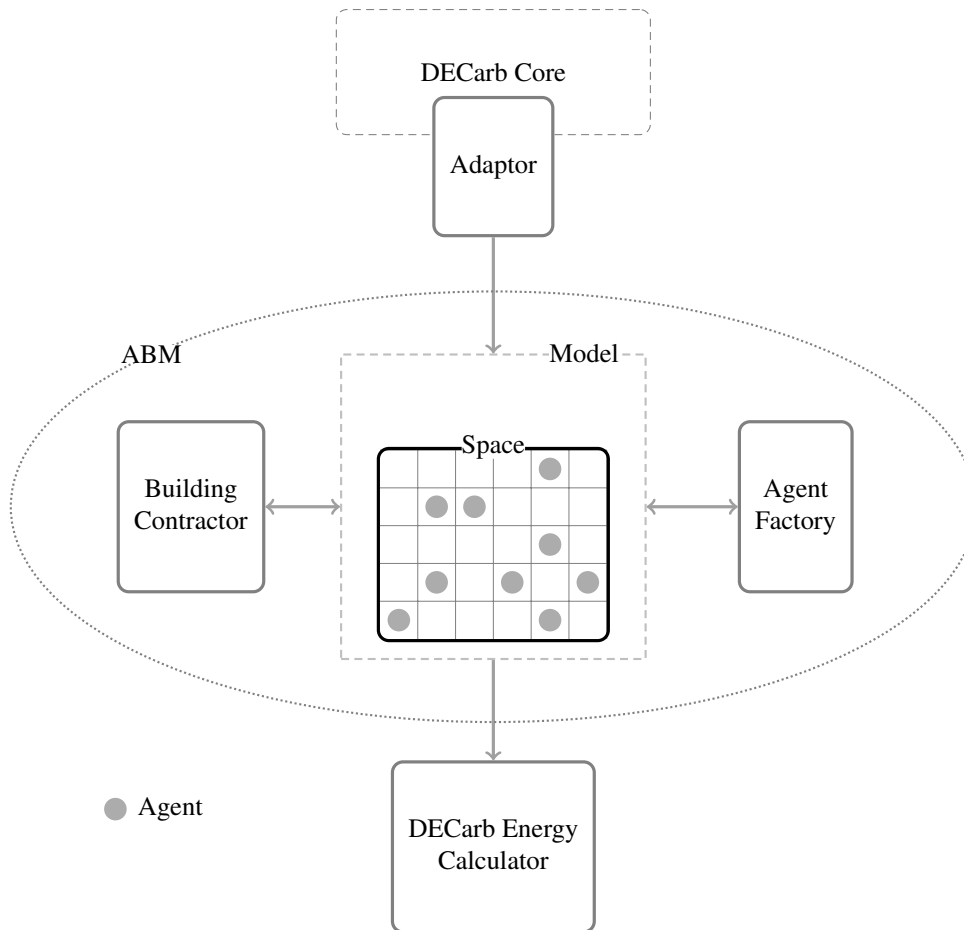 DECarb Core
Adaptor
ABM
Model
Space
Building
Contractor
Agent
Factory
Agent
DECarb Energy
Calculator